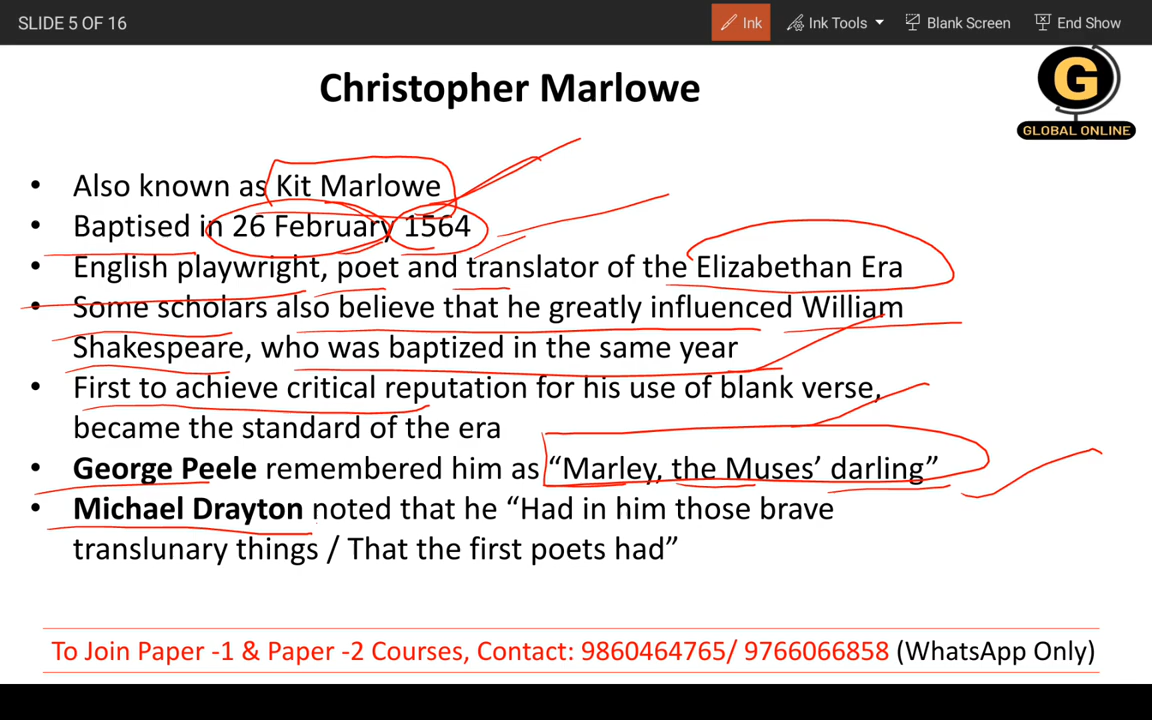 SLIDE 5 OF 16
Ink
Ink Tools
Blank Screen
End Show
Christopher Marlowe
G
GLOBAL ONLINE
• Also known as Kit Marlowe
• Baptised in 26 February 1564
• English playwright, poet and translator of the Elizabethan Era
• Some scholars also believe that he greatly influenced William
Shakespeare, who was baptized in the same year
• First to achieve critical reputation for his use of blank verse,
became the standard of the era
• George Peele remembered him as “Marley, the Muses’ darling”
• Michael Drayton noted that he “Had in him those brave
translunary things / That the first poets had”
To Join Paper -1 & Paper -2 Courses, Contact: 9860464765/ 9766066858 (WhatsApp Only)